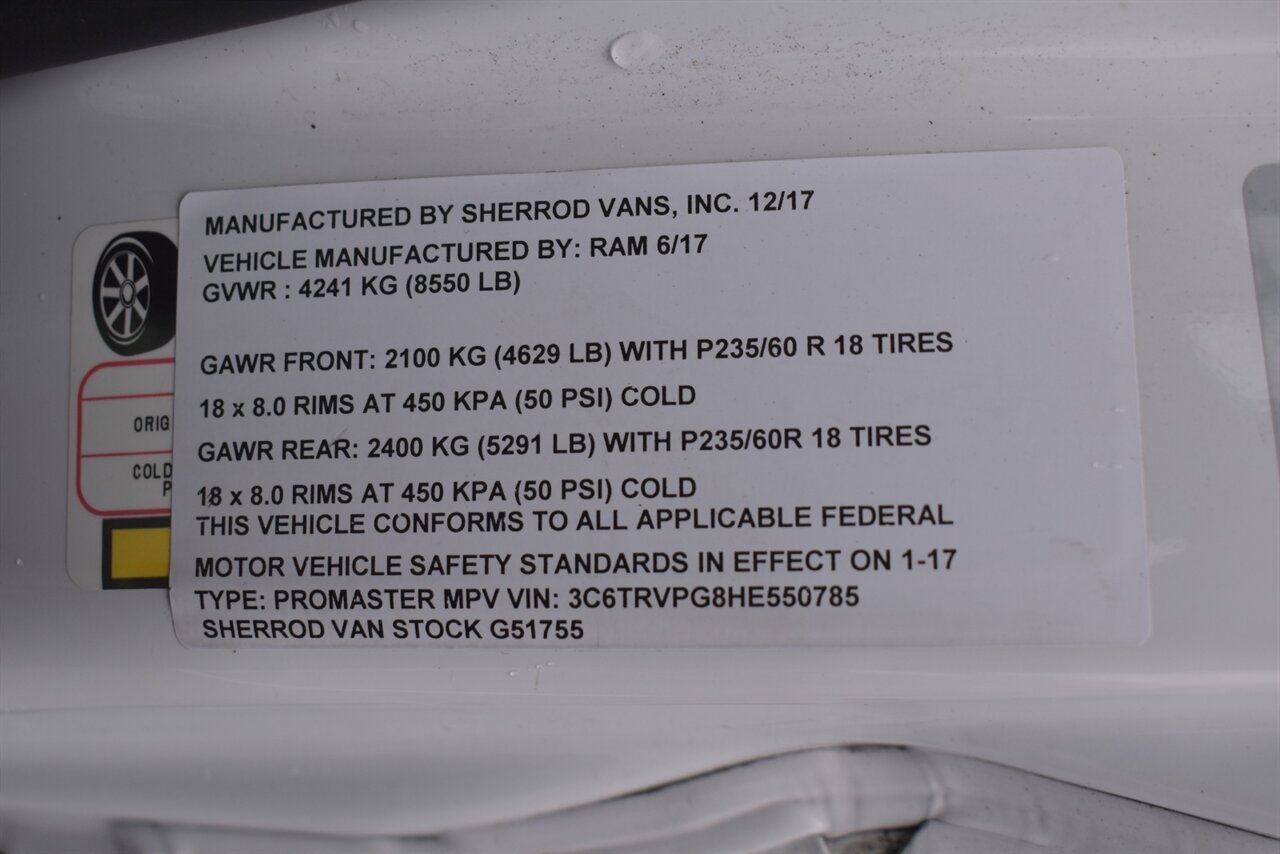 MANUFACTURED BY SHERROD VANS, INC. 12/17
VEHICLE MANUFACTURED BY: RAM 6/17
GVWR : 4241 KG (8550 LB)
GAWR FRONT: 2100 KG (4629 LB) WITH P235/60 R 18 TIRES
18 x 8.0 RIMS AT 450 KPA (50 PSI) COLD
GAWR REAR: 2400 KG (5291 LB) WITH P235/60R 18 TIRES
18 x 8.0 RIMS AT 450 KPA (50 PSI) COLD
THIS VEHICLE CONFORMS TO ALL APPLICABLE FEDERAL
MOTOR VEHICLE SAFETY STANDARDS IN EFFECT ON 1-17
TYPE: PROMASTER MPV VIN: 3C6TRVPG8HE550785
SHERROD VAN STOCK G51755
ORIG
COLD
P